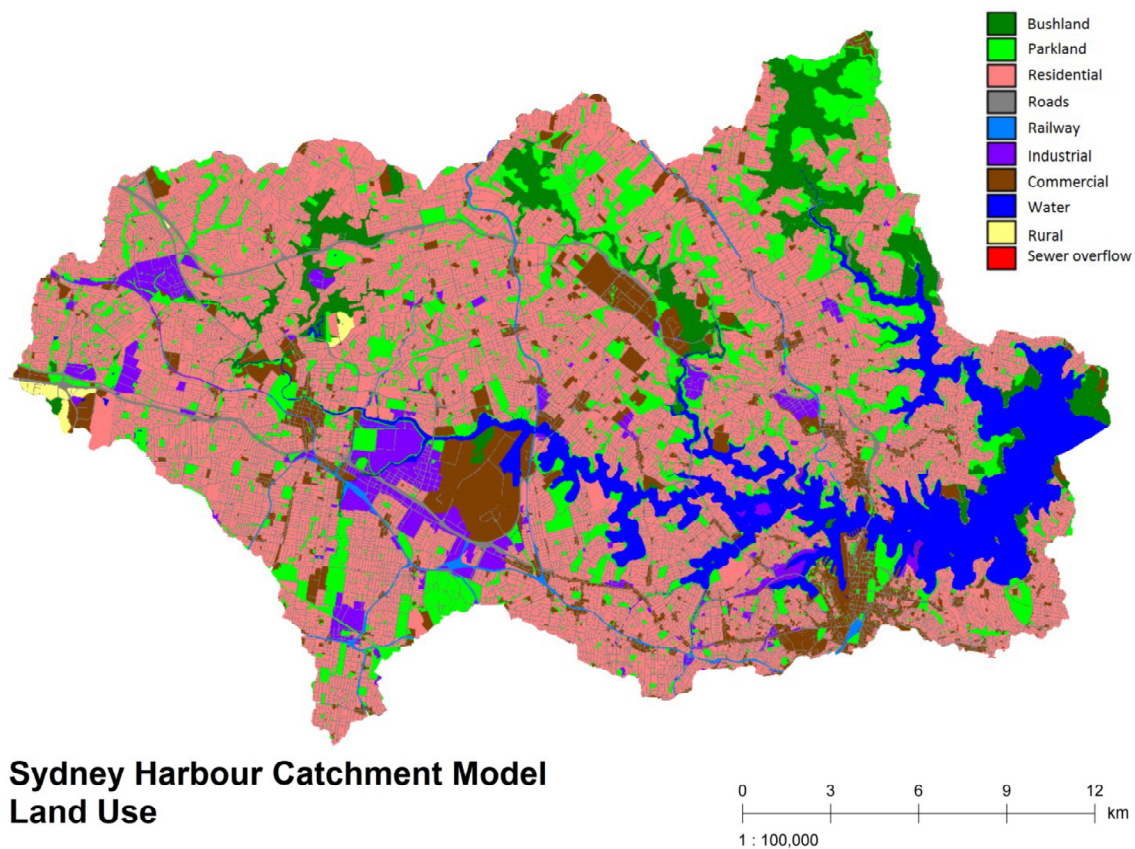 Bushland
Parkland
Residential
Roads
Railway
Industrial
Commercial
Water
Rural
Sewer overflow
Sydney Harbour Catchment Model
Land Use
0 3 6 9 12
km
1 : 100,000